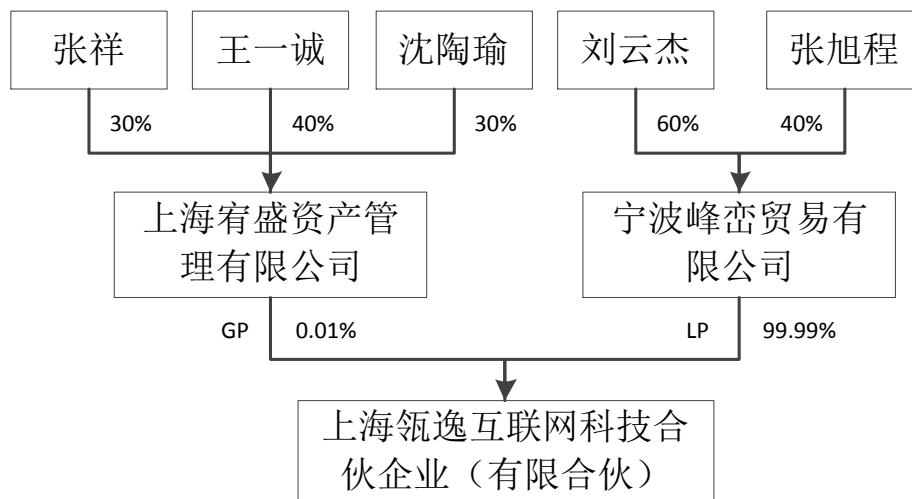 张祥
王一诚
沈陶瑜
刘云杰
张旭程
30%
40%
30%
60%
40%
上海宥盛资产管
理有限公司
宁波峰峦贸易有
限公司
GP
0.01%
LP
99.99%
上海瓴逸互联网科技合
伙企业（有限合伙）